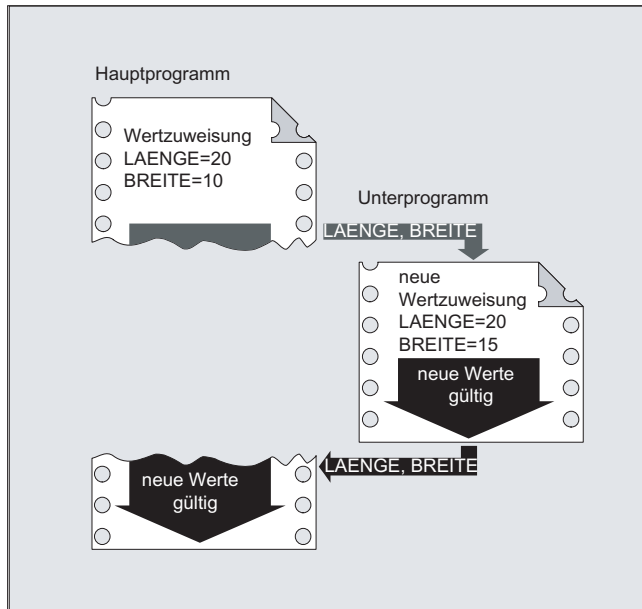 Hauptprogramm
Wertzuweisung
LAENGE=20
BREITE=10
Unterprogramm
LAENGE, BREITE
neue
Wertzuweisung
LAENGE=20
BREITE=15
neue Werte
gültig
LAENGE, BREITE
neue Werte
gültig